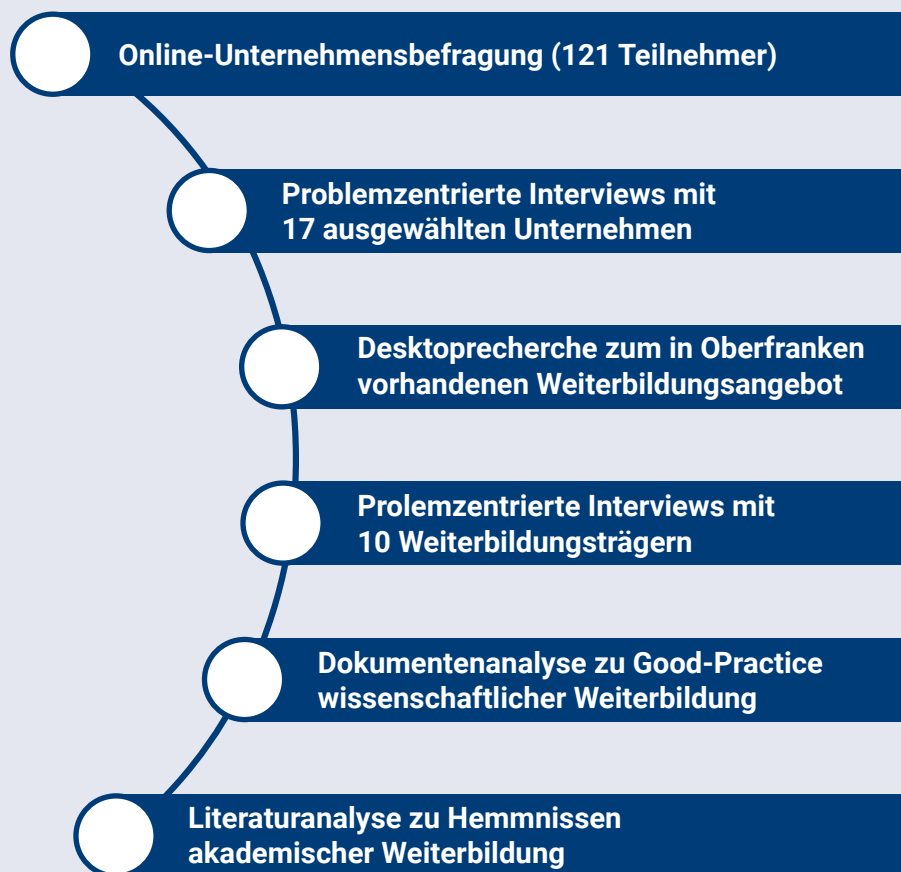 Online-Unternehmensbefragung (121 Teilnehmer)
Problemzentrierte Interviews mit
17 ausgewählten Unternehmen
Desktoprecherche zum in Oberfranken
vorhandenen Weiterbildungsangebot
Prolemzentrierte Interviews mit
10 Weiterbildungsträgern
Dokumentenanalyse zu Good-Practice
wissenschaftlicher Weiterbildung
Literaturanalyse zu Hemmnissen
akademischer Weiterbildung